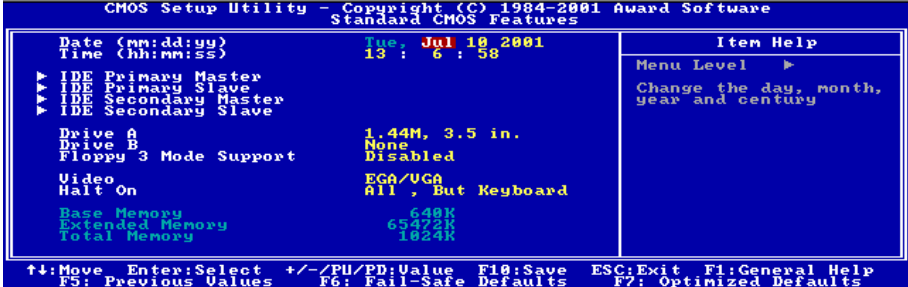 CMOS Setup Utility - Copyright (C) 1984-2001 Award Software
Standard CMOS Features
Date (mm:dd:yy) Tue, Jul 10 2001
Time (hh:mm:ss) 13 : 6 : 58
IDE Primary Master
IDE Primary Slave
IDE Secondary Master
IDE Secondary Slave
Drive A 1.44M, 3.5 in.
Drive B None
Floppy 3 Mode Support Disabled
Video EGA/VGA
Halt On All , But Keyboard
Base Memory 640K
Extended Memory 65472K
Total Memory 1024K
Item Help
Menu Level ▶
Change the day, month,
year and century
↑↓:Move Enter:Select +/-/PU/PD:Value F10:Save ESC:Exit F1:General Help
F5: Previous Values F6: Fail-Safe Defaults F7: Optimized Defaults